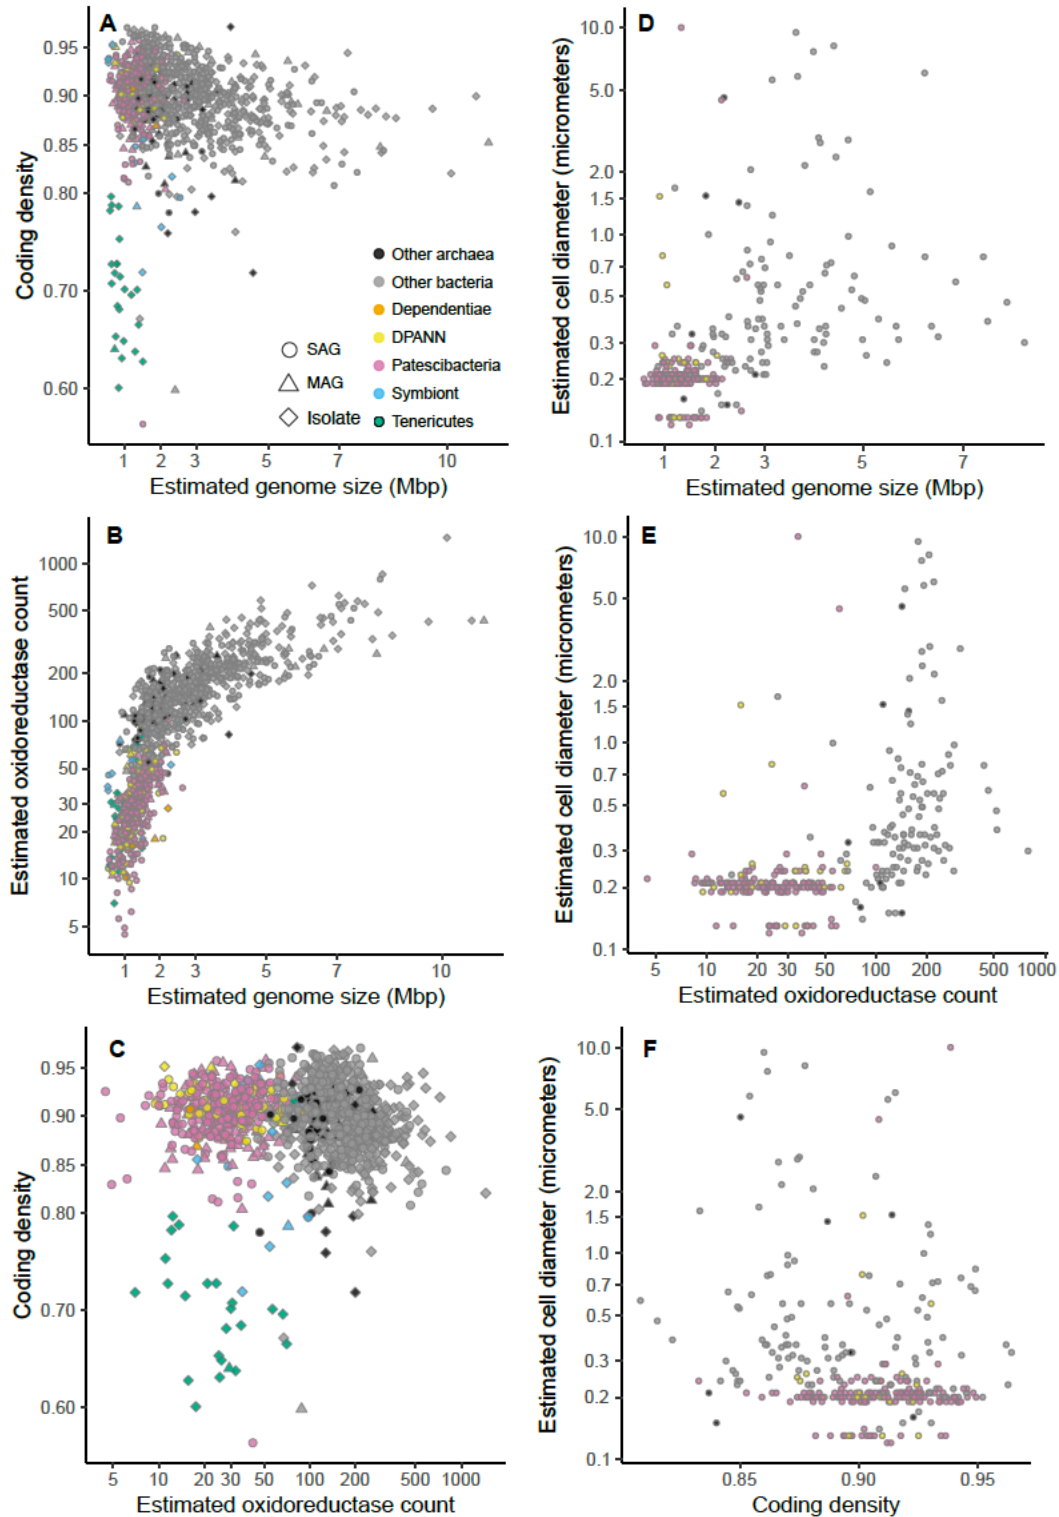 A
Coding density
0.95
0.90
0.85
0.80
0.70
0.60
Other archaea
Other bacteria
Dependentiae
DPANN
Patescibacteria
Symbiont
Tenericutes
SAG
MAG
Isolate
1 2 3 5 7 10
Estimated genome size (Mbp)
D
Estimated cell diameter (micrometers)
10.0
5.0
2.0
1.5
1.0
0.7
0.5
0.3
0.2
0.1
1 2 3 5 7
Estimated genome size (Mbp)
B
Estimated oxidoreductase count
1000
500
200
100
50
30
20
10
5
1 2 3 5 7 10
Estimated genome size (Mbp)
E
Estimated cell diameter (micrometers)
10.0
5.0
2.0
1.5
1.0
0.7
0.5
0.3
0.2
0.1
5 10 20 30 50 100 200 500 1000
Estimated oxidoreductase count
C
Coding density
0.95
0.90
0.85
0.80
0.70
0.60
5 10 20 30 50 100 200 500 1000
Estimated oxidoreductase count
F
Estimated cell diameter (micrometers)
10.0
5.0
2.0
1.5
1.0
0.7
0.5
0.3
0.2
0.1
0.85 0.90 0.95
Coding density